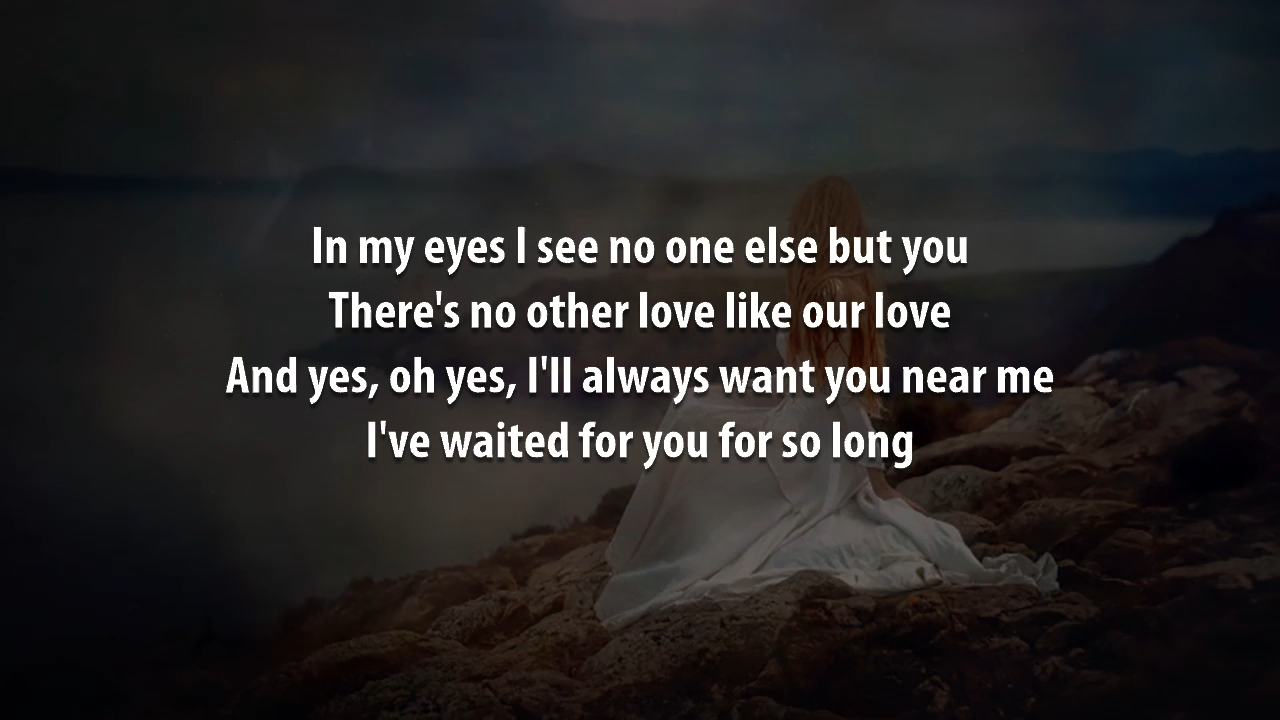 In my eyes I see no one else but you
There's no other love like our love
And yes, oh yes, I'll always want you near me
I've waited for you for so long